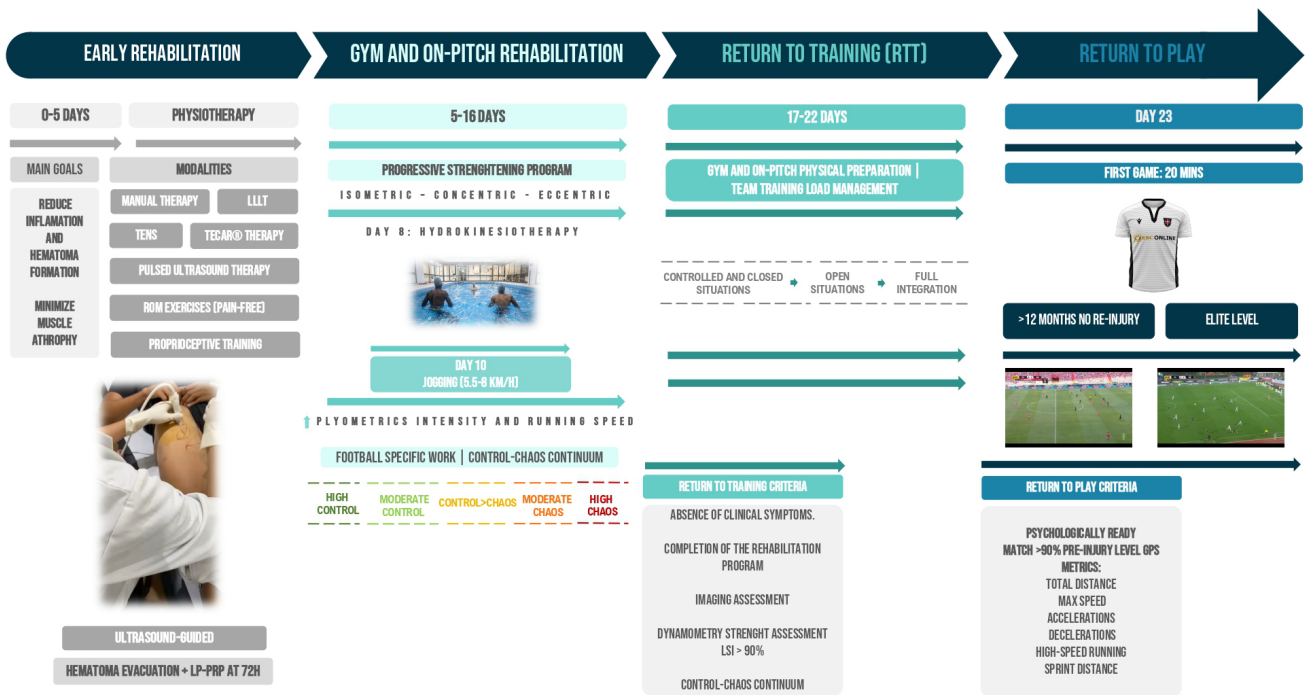 EARLY REHABILITATION
GYM AND ON-PITCH REHABILITATION
RETURN TO TRAINING (RTT)
RETURN TO PLAY
0-5 DAYS
PHYSIOTHERAPY
MAIN GOALS
MODALITIES
REDUCE
INFLAMATION
AND
HEMATOMA
FORMATION
MINIMIZE
MUSCLE
ATHROPHY
MANUAL THERAPY
LLLT
TENS
TECAR® THERAPY
PULSED ULTRASOUND THERAPY
ROM EXERCISES (PAIN-FREE)
PROPRIOCEPTIVE TRAINING
ULTRASOUND-GUIDED
HEMATOMA EVACUATION + LP-PRP AT 72H
5-16 DAYS
PROGRESSIVE STRENGHTENING PROGRAM
ISOMETRIC - CONCENTRIC - ECCENTRIC
DAY 8: HYDROKINESIOTHERAPY
DAY 10
JOGGING (5.5-8 KM/H)
PLYOMETRICS INTENSITY AND RUNNING SPEED
FOOTBALL SPECIFIC WORK | CONTROL-CHAOS CONTINUUM
HIGH
CONTROL
MODERATE
CONTROL
CONTROL>CHAOS
MODERATE
CHAOS
HIGH
CHAOS
17-22 DAYS
GYM AND ON-PITCH PHYSICAL PREPARATION |
TEAM TRAINING LOAD MANAGEMENT
CONTROLLED AND CLOSED
SITUATIONS
OPEN
SITUATIONS
FULL
INTEGRATION
RETURN TO TRAINING CRITERIA
ABSENCE OF CLINICAL SYMPTOMS.
COMPLETION OF THE REHABILITATION
PROGRAM
IMAGING ASSESSMENT
DYNAMOMETRY STRENGHT ASSESSMENT
LSI > 90%
CONTROL-CHAOS CONTINUUM
DAY 23
FIRST GAME: 20 MINS
ONLINE
>12 MONTHS NO RE-INJURY
ELITE LEVEL
RETURN TO PLAY CRITERIA
PSYCHOLOGICALLY READY
MATCH >90% PRE-INJURY LEVEL GPS
METRICS:
TOTAL DISTANCE
MAX SPEED
ACCELERATIONS
DECELERATIONS
HIGH-SPEED RUNNING
SPRINT DISTANCE